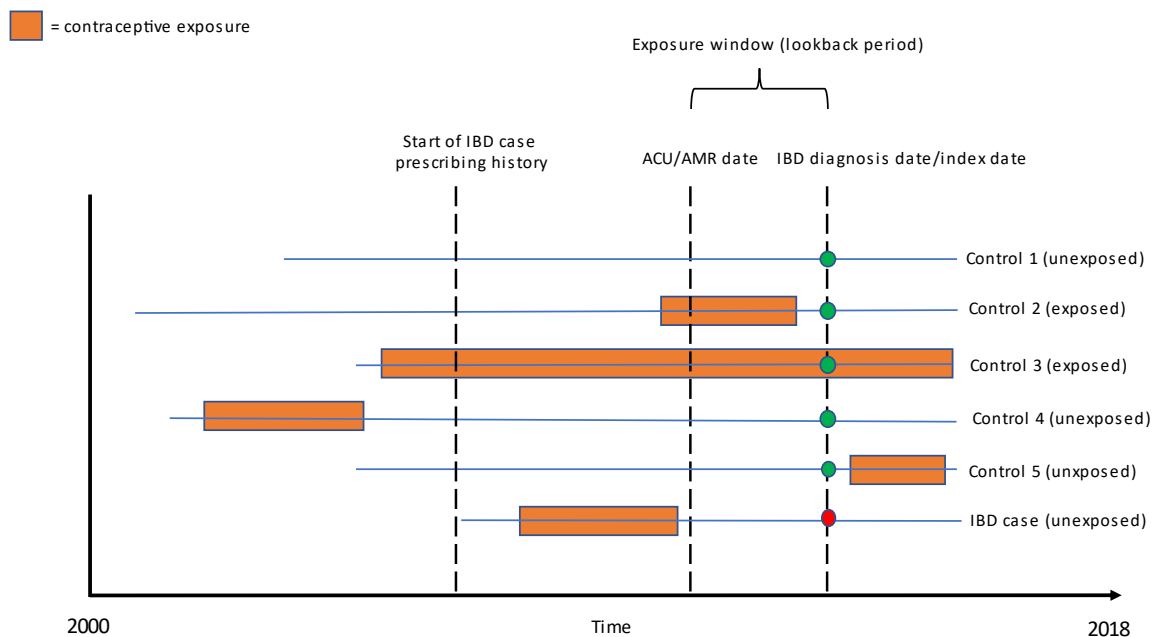 = contraceptive exposure
Exposure window (lookback period)
Start of IBD case
prescribing history
ACU/AMR date
IBD diagnosis date/index date
Control 1 (unexposed)
Control 2 (exposed)
Control 3 (exposed)
Control 4 (unexposed)
Control 5 (unxposed)
IBD case (unexposed)
2000
Time
2018